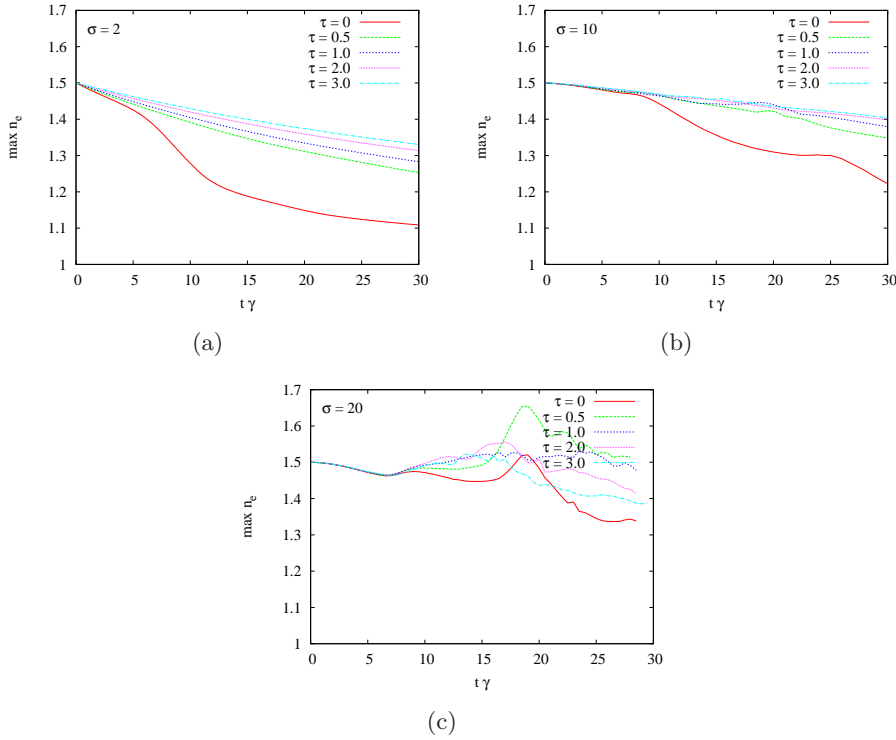 1.7
1.6
1.5
1.4
1.3
1.2
1.1
1
max n_e
σ = 2
τ = 0
τ = 0.5
τ = 1.0
τ = 2.0
τ = 3.0
0 5 10 15 20 25 30
t γ
(a)
1.7
1.6
1.5
1.4
1.3
1.2
1.1
1
max n_e
σ = 10
τ = 0
τ = 0.5
τ = 1.0
τ = 2.0
τ = 3.0
0 5 10 15 20 25 30
t γ
(b)
1.7
1.6
1.5
1.4
1.3
1.2
1.1
1
max n_e
σ = 20
τ = 0
τ = 0.5
τ = 1.0
τ = 2.0
τ = 3.0
0 5 10 15 20 25 30
t γ
(c)